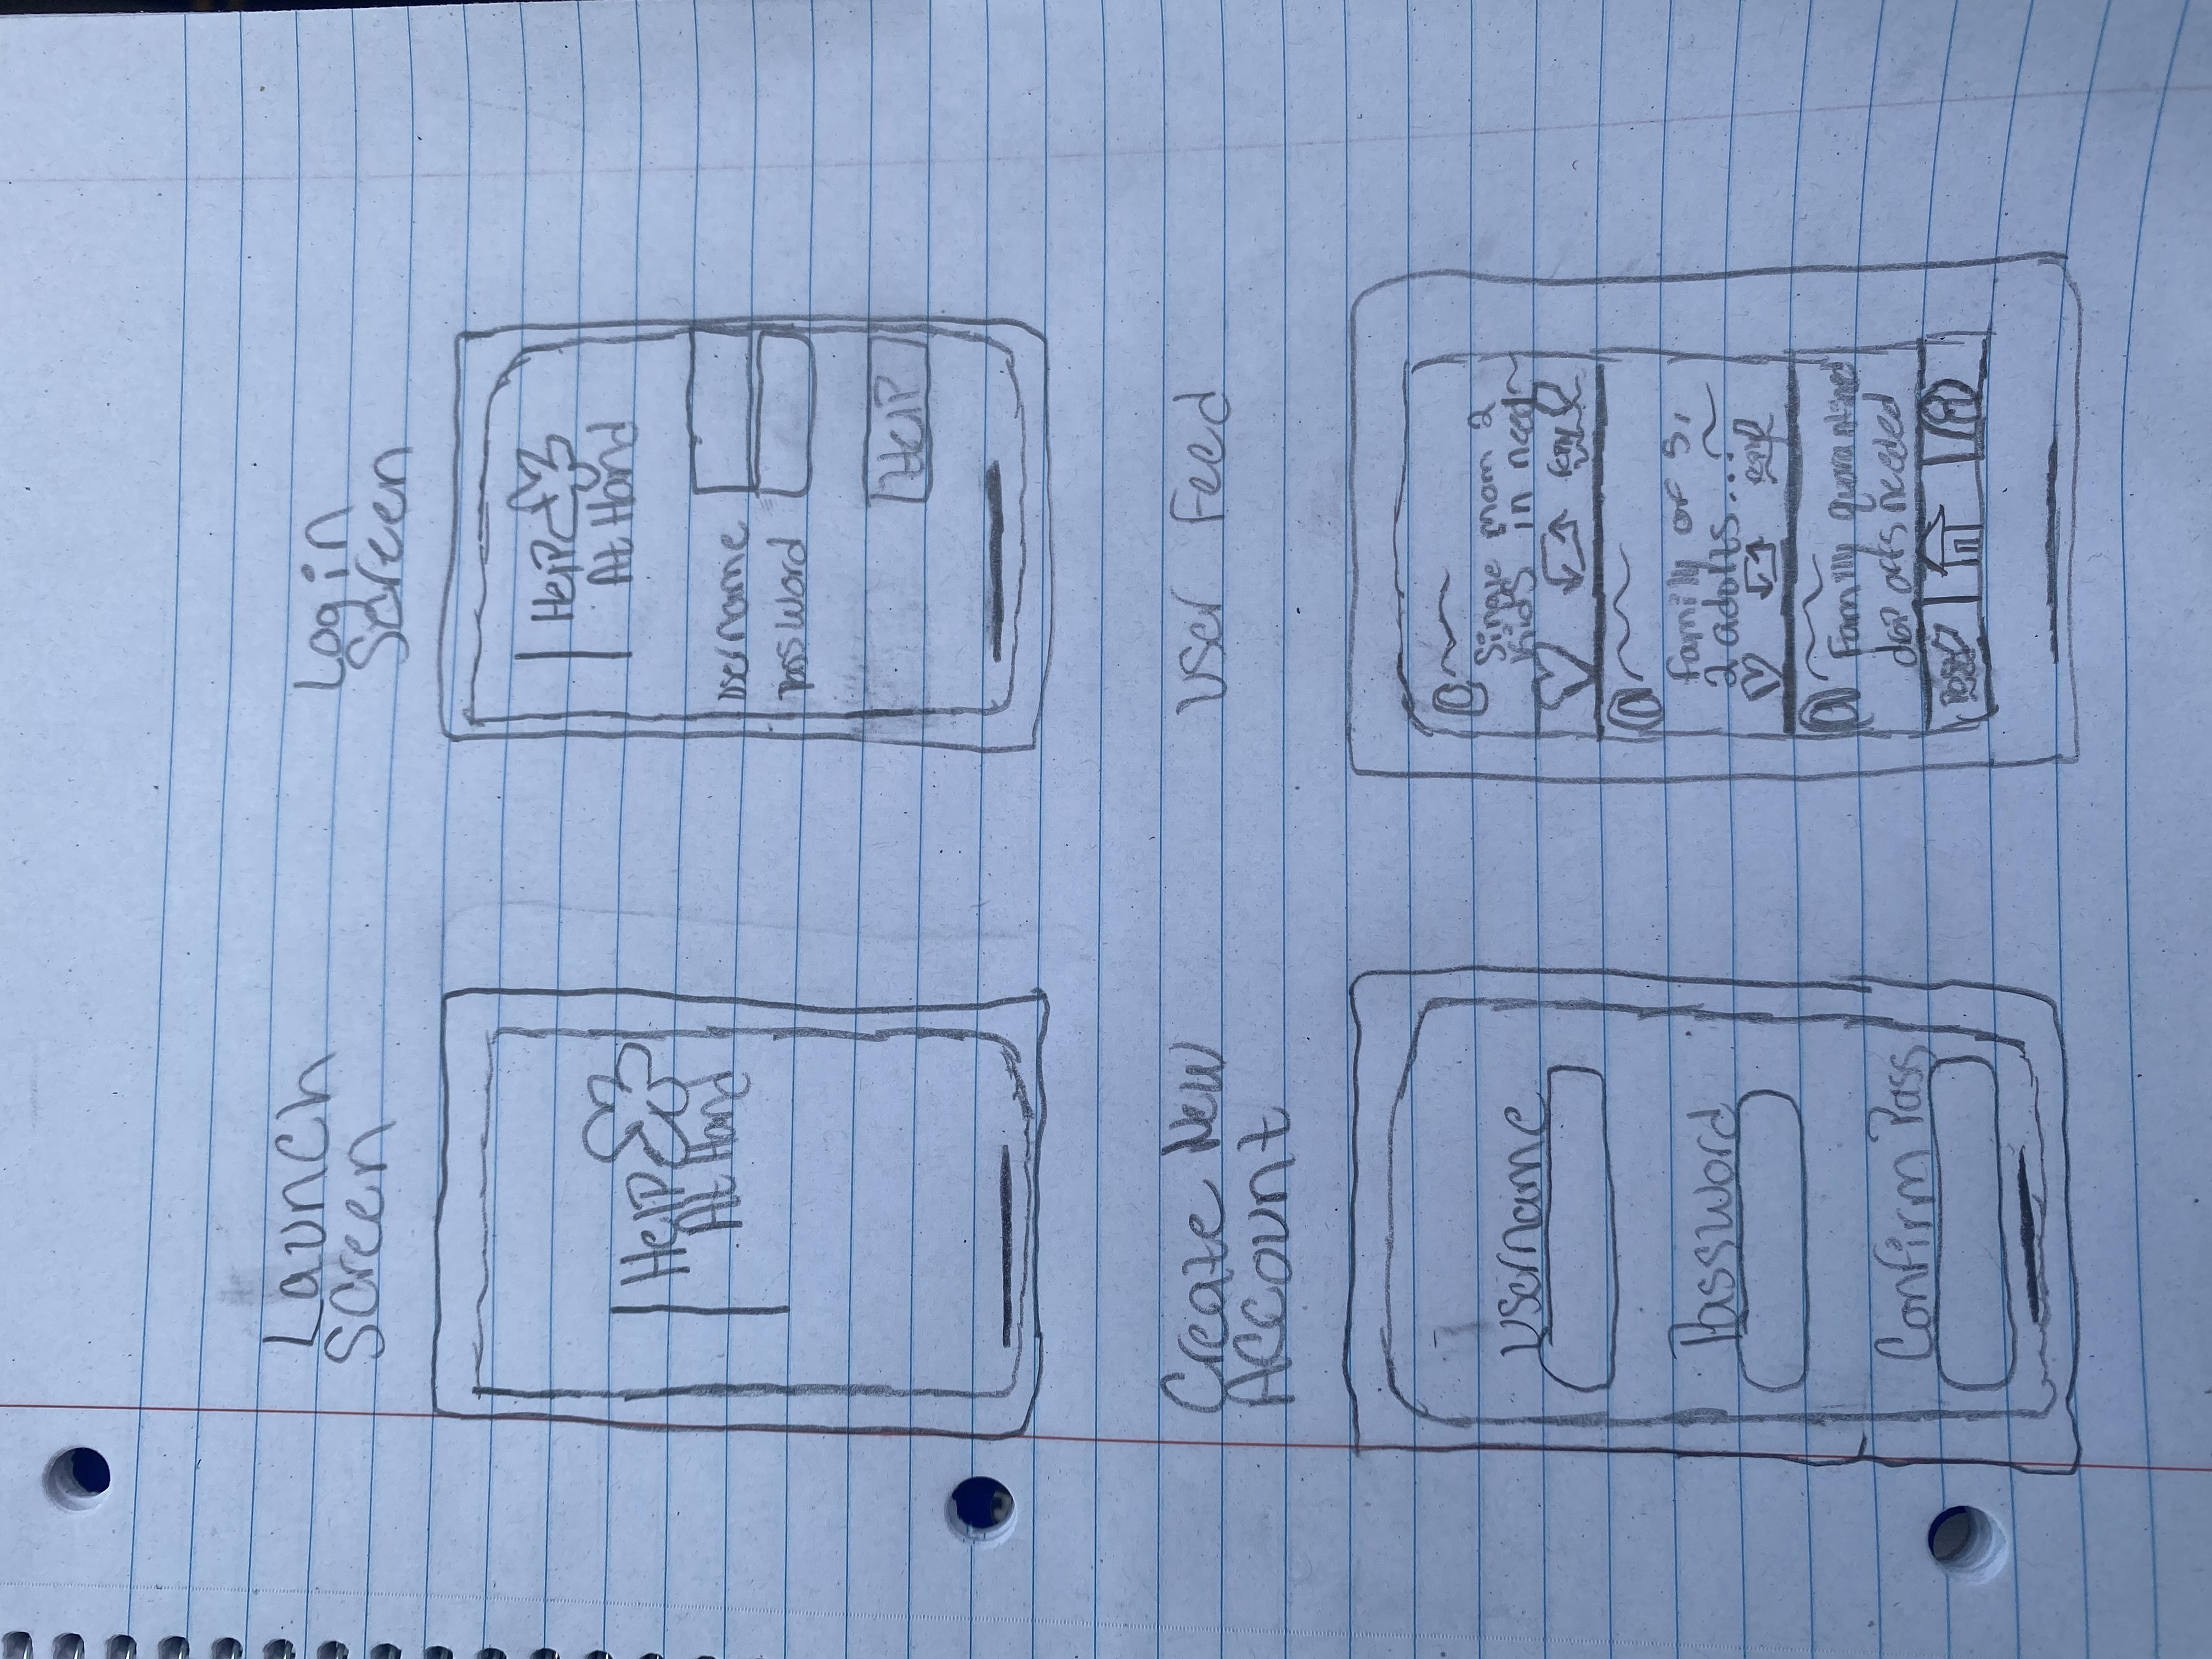 Launch
Screen
Login
Screen
Help
At Hand
Help
At Hand
username
Password
Help
Create New
Account
User Feed
Username
Password
Confirm Pass
Single mom 2
kids in need
family of 5,
2 adults...
Family quarantined
drop offs needed
Post